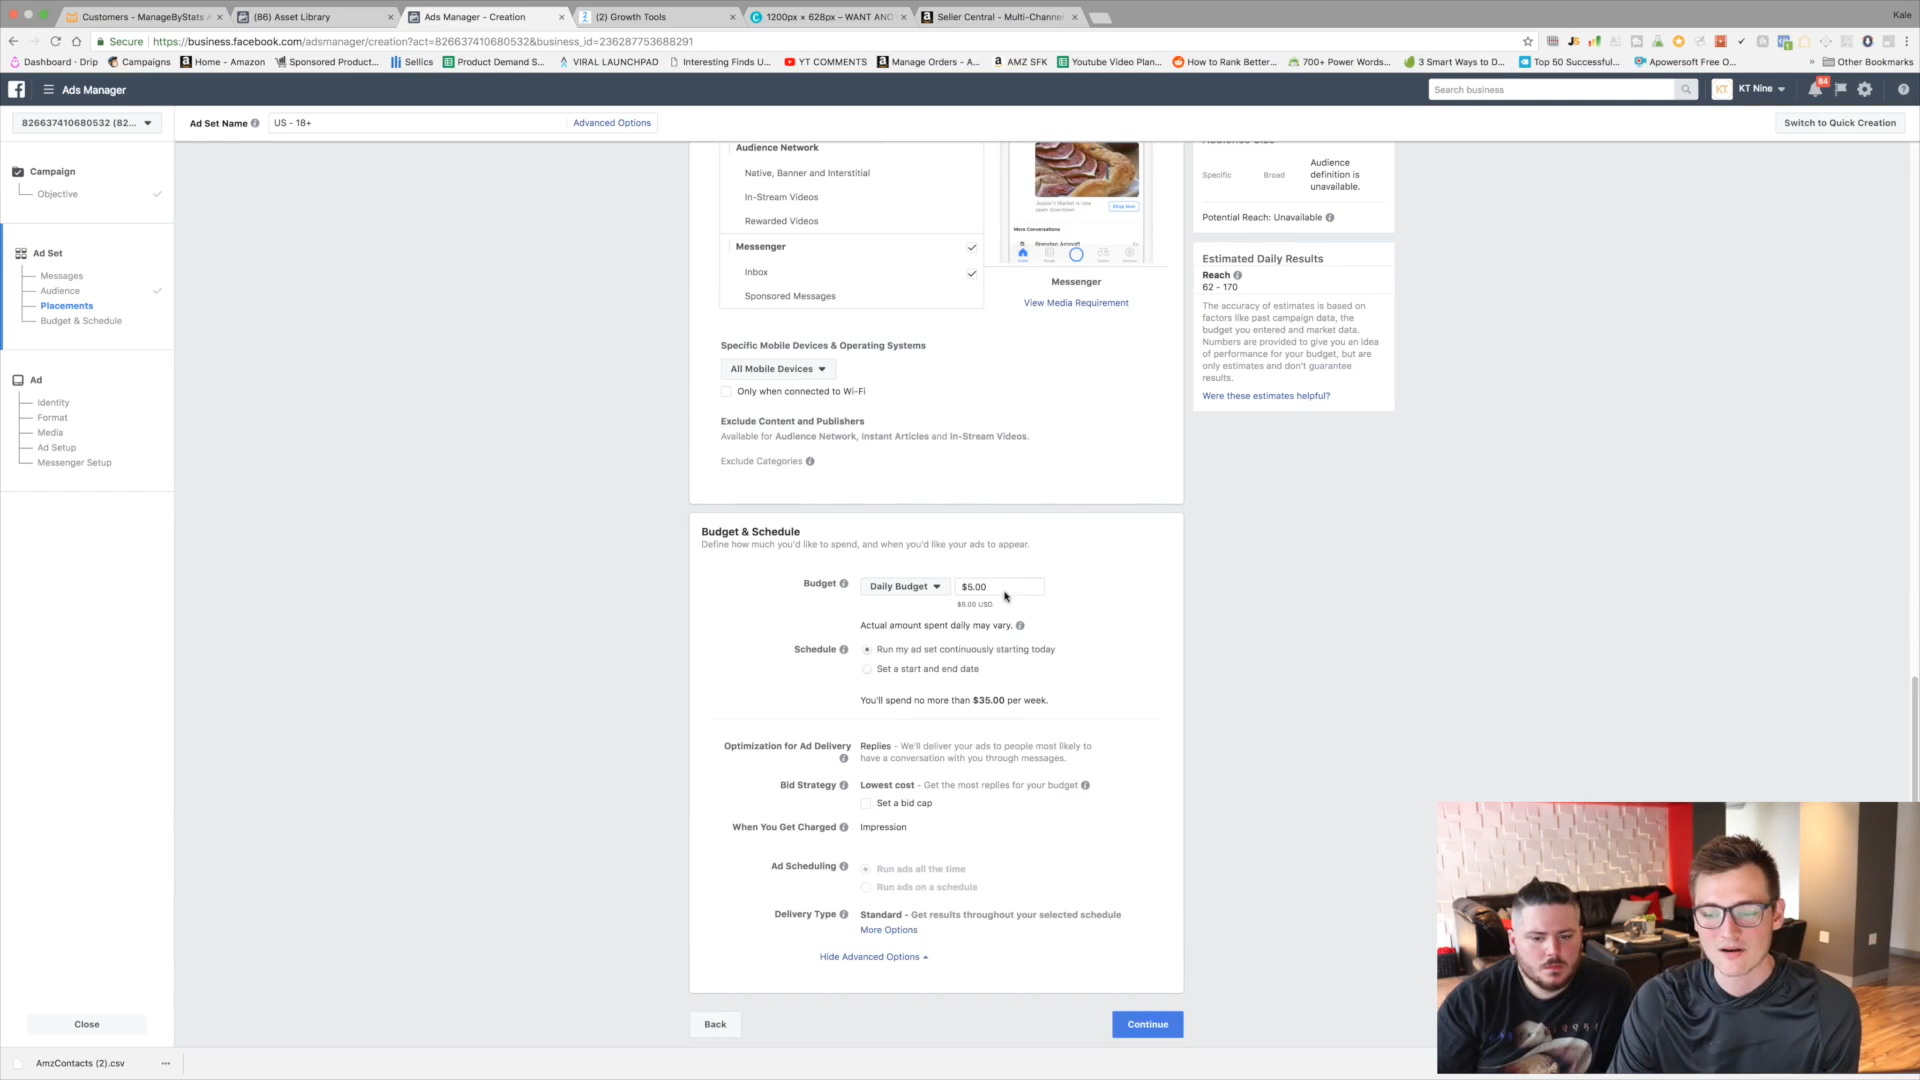 Customers - ManageByStats A
(86) Asset Library
Ads Manager - Creation
(2) Growth Tools
1200px × 628px – WANT ANO
Seller Central - Multi-Channel
Kale
Secure
https://business.facebook.com/adsmanager/creation?act=826637410680532&business_id=236287753688291
Dashboard · Drip
Campaigns
Home - Amazon
Sponsored Product...
Sellics
Product Demand S...
VIRAL LAUNCHPAD
Interesting Finds U...
YT COMMENTS
Manage Orders - A...
AMZ SFK
Youtube Video Plan...
How to Rank Better...
700+ Power Words...
3 Smart Ways to D...
Top 50 Successful...
Apowersoft Free O...
Other Bookmarks
Ads Manager
Search business
KT Nine
84
826637410680532 (82...
Ad Set Name
US - 18+
Advanced Options
Switch to Quick Creation
Campaign
Objective
Ad Set
Messages
Audience
Placements
Budget & Schedule
Ad
Identity
Format
Media
Ad Setup
Messenger Setup
Close
Audience Network
Native, Banner and Interstitial
In-Stream Videos
Rewarded Videos
Messenger
Inbox
Sponsored Messages
Jasper's Market is now
open @downtown
Shop Now
More Conversations
Messenger
View Media Requirement
Specific Mobile Devices & Operating Systems
All Mobile Devices
Only when connected to Wi-Fi
Exclude Content and Publishers
Available for Audience Network, Instant Articles and In-Stream Videos.
Exclude Categories
Budget & Schedule
Define how much you'd like to spend, and when you'd like your ads to appear.
Budget
Daily Budget
$5.00
$5.00 USD
Actual amount spent daily may vary.
Schedule
Run my ad set continuously starting today
Set a start and end date
You'll spend no more than $35.00 per week.
Optimization for Ad Delivery
Replies - We'll deliver your ads to people most likely to
have a conversation with you through messages.
Bid Strategy
Lowest cost - Get the most replies for your budget
Set a bid cap
When You Get Charged
Impression
Ad Scheduling
Run ads all the time
Run ads on a schedule
Delivery Type
Standard - Get results throughout your selected schedule
More Options
Hide Advanced Options
Back
Continue
Audience Size
Specific
Broad
Audience
definition is
unavailable.
Potential Reach: Unavailable
Estimated Daily Results
Reach
62 - 170
The accuracy of estimates is based on
factors like past campaign data, the
budget you entered and market data.
Numbers are provided to give you an idea
of performance for your budget, but are
only estimates and don't guarantee
results.
Were these estimates helpful?
AmzContacts (2).csv